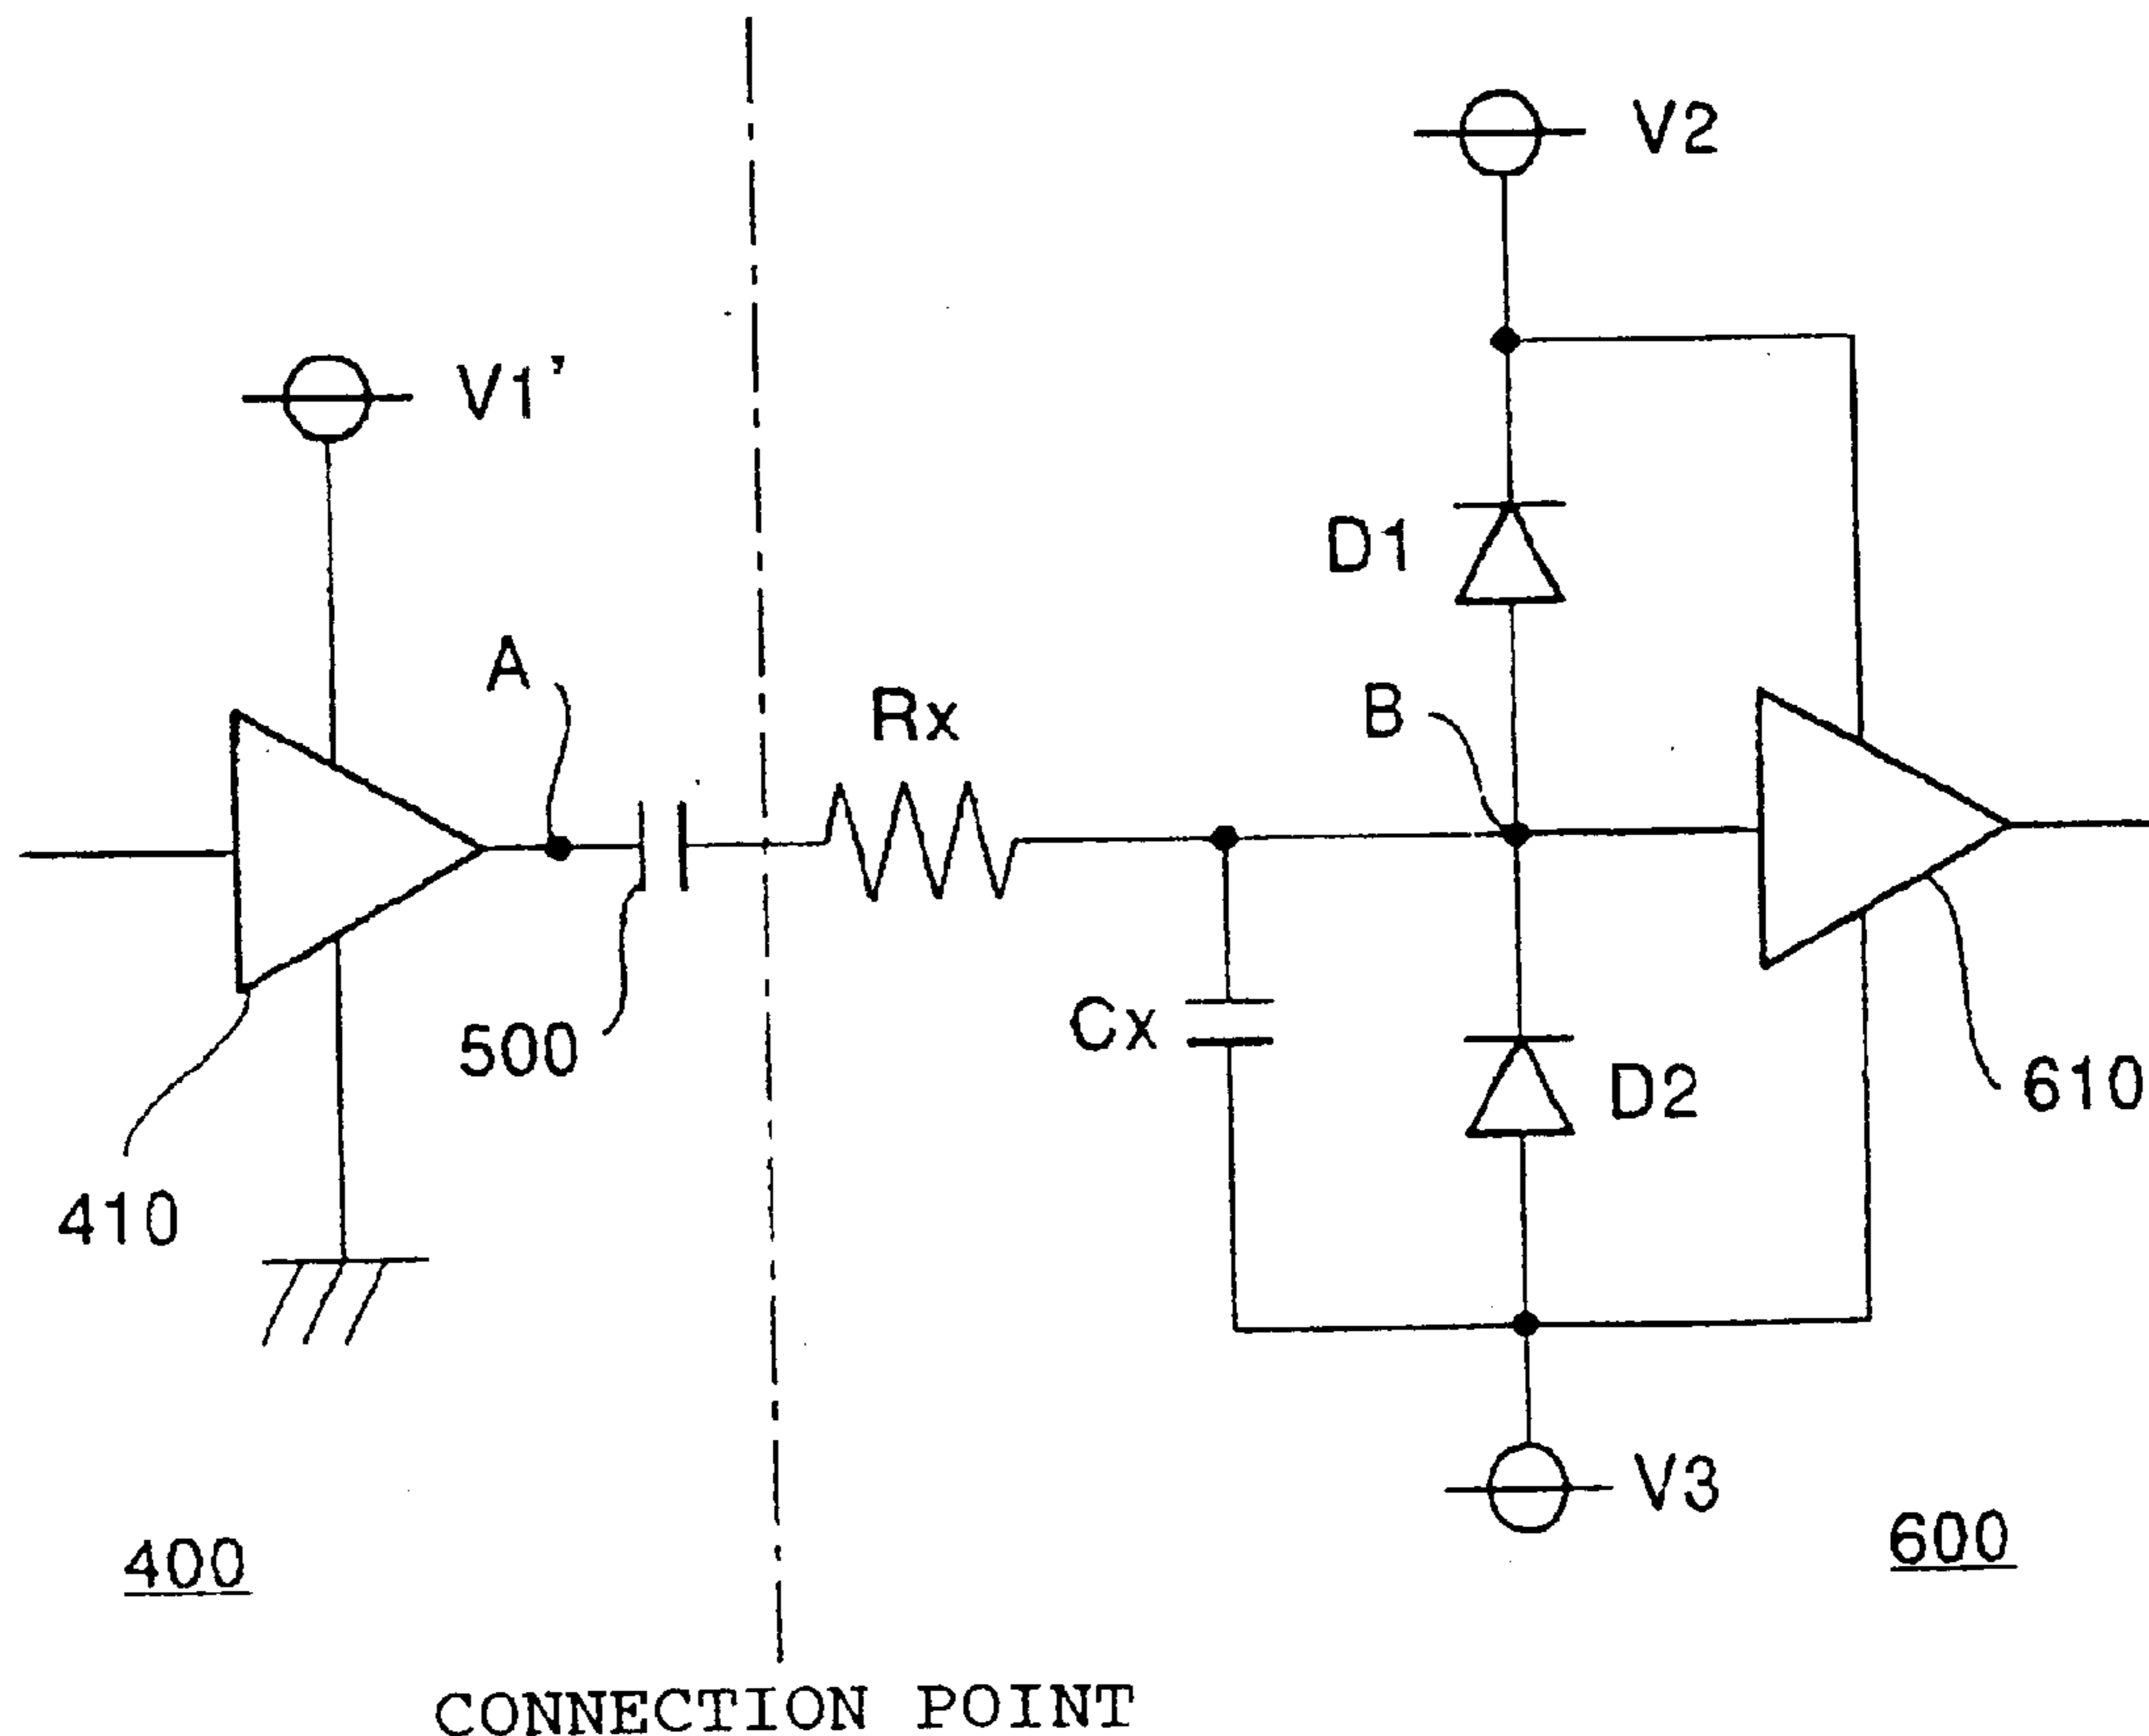 V2
V1’
D1
A
Rx
B
Cx
500
D2
610
410
V3
400
600
CONNECTION POINT